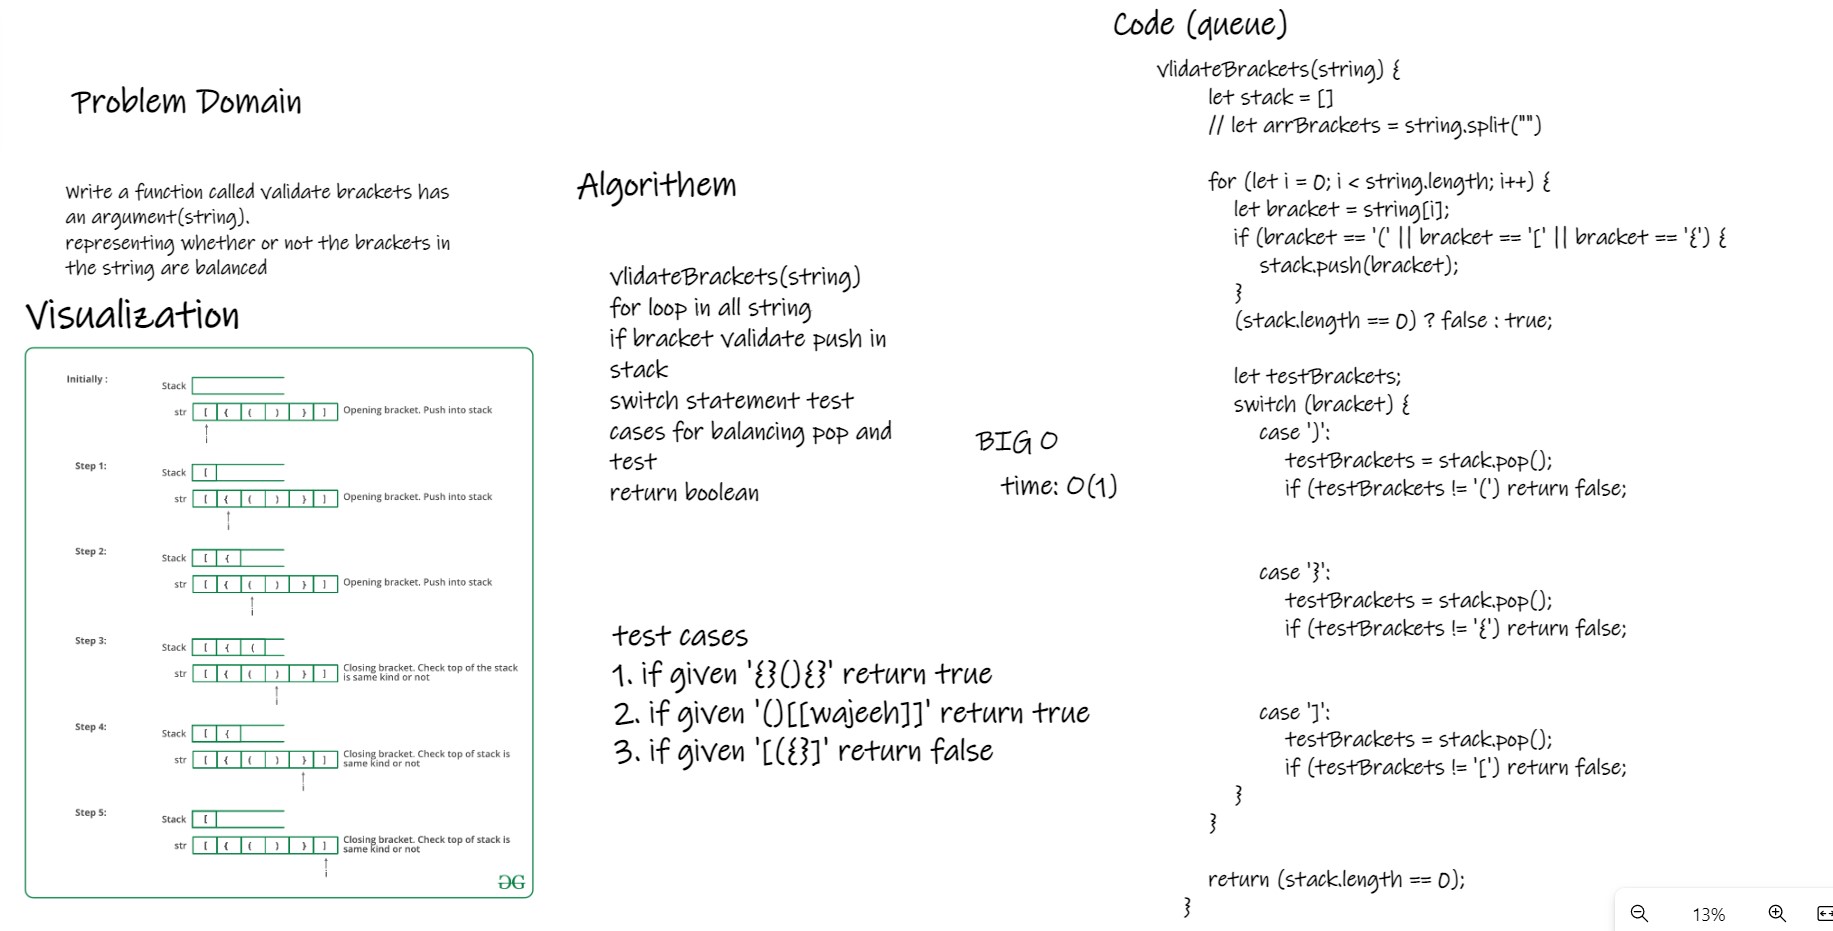 Problem Domain
Write a function called validate brackets has
an argument(string).
representing whether or not the brackets in
the string are balanced
Visualization
Initially :
Stack
str [ { ( ) } ] Opening bracket. Push into stack
Step 1:
Stack [
str [ { ( ) } ] Opening bracket. Push into stack
Step 2:
Stack [ {
str [ { ( ) } ] Opening bracket. Push into stack
Step 3:
Stack [ { (
str [ { ( ) } ] Closing bracket. Check top of the stack
is same kind or not
Step 4:
Stack [ {
str [ { ( ) } ] Closing bracket. Check top of stack is
same kind or not
Step 5:
Stack [
str [ { ( ) } ] Closing bracket. Check top of stack is
same kind or not
Algorithem
vlidateBrackets(string)
for loop in all string
if bracket validate push in
stack
switch statement test
cases for balancing pop and
test
return boolean
BIG O
time: O(1)
test cases
1. if given '{}(){}' return true
2. if given '()[[wajeeh]]' return true
3. if given '[({}]' return false
Code (queue)
vlidateBrackets(string) {
let stack = []
// let arrBrackets = string.split("")
for (let i = 0; i < string.length; i++) {
let bracket = string[i];
if (bracket == '(' || bracket == '[' || bracket == '{') {
stack.push(bracket);
}
(stack.length == 0) ? false : true;
let testBrackets;
switch (bracket) {
case ')':
testBrackets = stack.pop();
if (testBrackets != '(') return false;
case '}':
testBrackets = stack.pop();
if (testBrackets != '{') return false;
case ']':
testBrackets = stack.pop();
if (testBrackets != '[') return false;
}
}
return (stack.length == 0);
}
13%